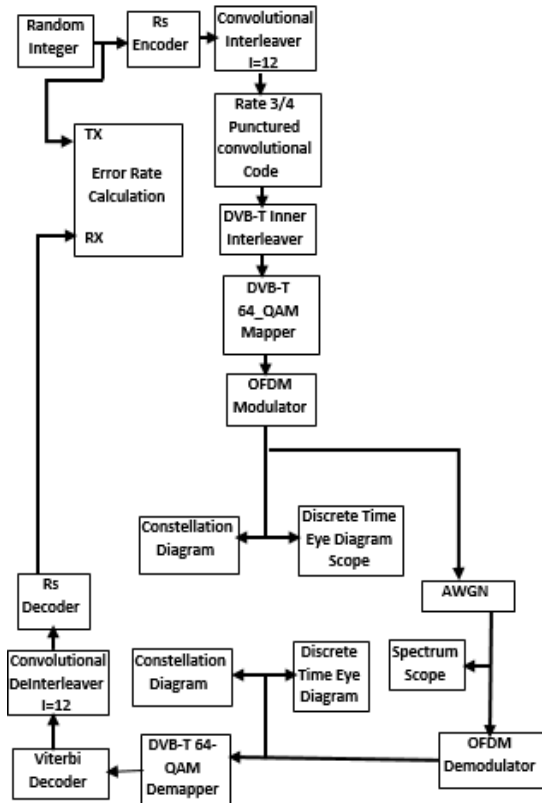 Random
Integer
Rs
Encoder
Convolutional
Interleaver
I=12
TX
Error Rate
Calculation
RX
Rate 3/4
Punctured
convolutional
Code
DVB-T Inner
Interleaver
DVB-T
64_QAM
Mapper
OFDM
Modulator
Constellation
Diagram
Discrete Time
Eye Diagram
Scope
AWGN
Rs
Decoder
Convolutional
DeInterleaver
I=12
Constellation
Diagram
Discrete
Time Eye
Diagram
Spectrum
Scope
Viterbi
Decoder
DVB-T 64-
QAM
Demapper
OFDM
Demodulator